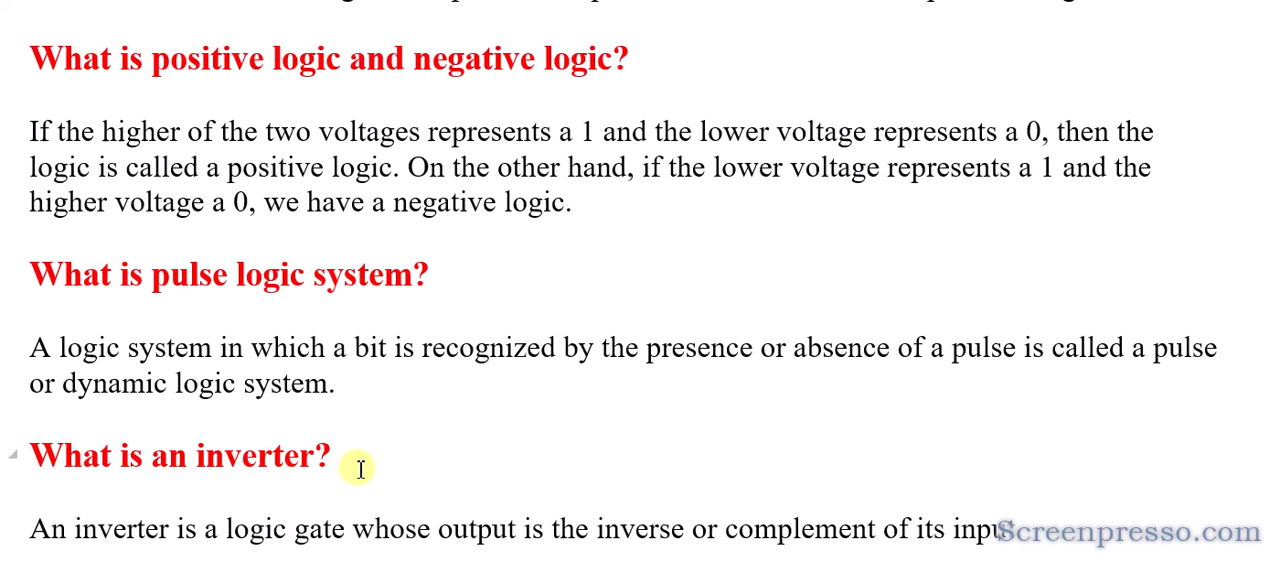 What is positive logic and negative logic?
If the higher of the two voltages represents a 1 and the lower voltage represents a 0, then the
logic is called a positive logic. On the other hand, if the lower voltage represents a 1 and the
higher voltage a 0, we have a negative logic.
What is pulse logic system?
A logic system in which a bit is recognized by the presence or absence of a pulse is called a pulse
or dynamic logic system.
What is an inverter?
An inverter is a logic gate whose output is the inverse or complement of its input
Screenpresso.com